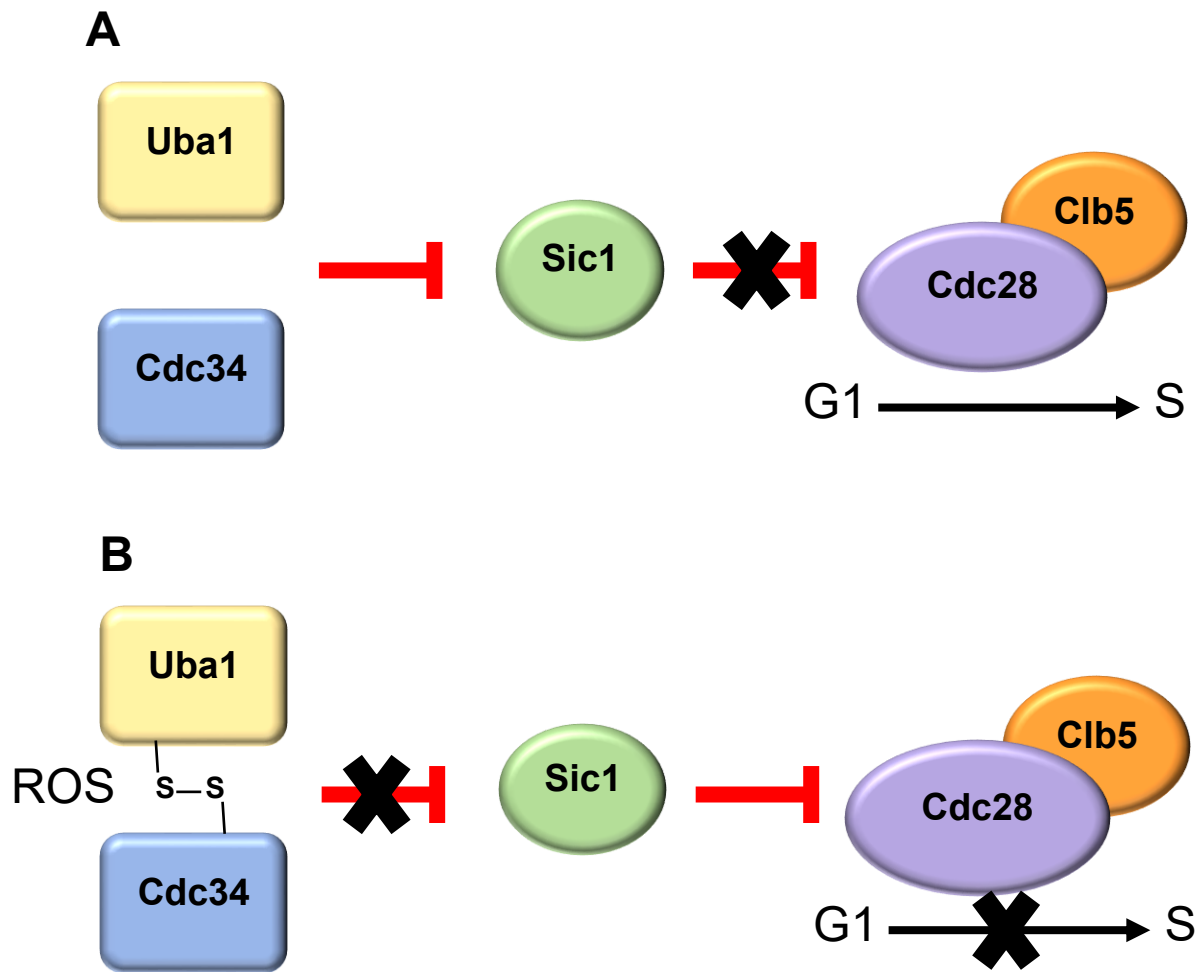 A
Uba1
Cdc34
Sic1
Clb5
Cdc28
G1 S
B
Uba1
ROS
S S
Cdc34
Sic1
Clb5
Cdc28
G1 S